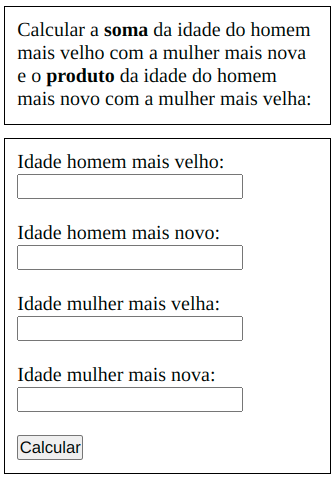 Calcular a soma da idade do homem
mais velho com a mulher mais nova
e o produto da idade do homem
mais novo com a mulher mais velha:
Idade homem mais velho:
Idade homem mais novo:
Idade mulher mais velha:
Idade mulher mais nova:
Calcular